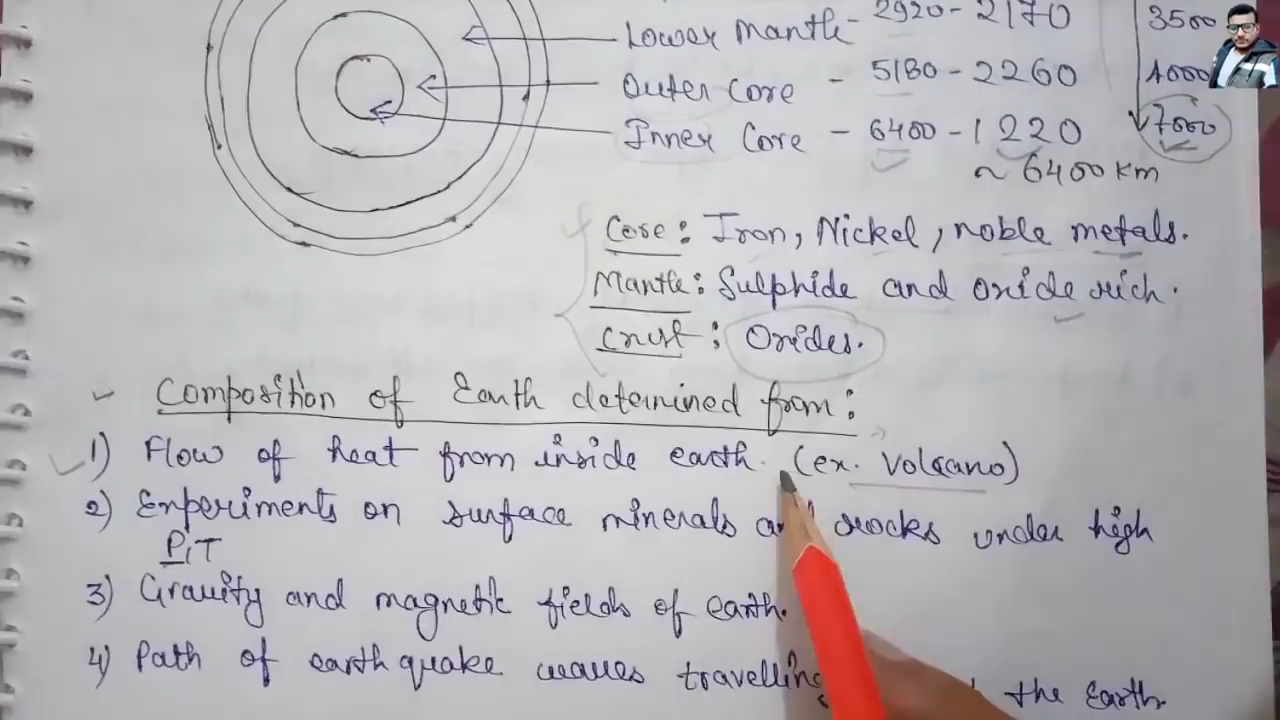 Lower Mantle - 2920 - 2170
3500
Outer Core - 5180 - 2260
4000
Inner Core - 6400 - 1220
7000
~ 6400 km
Core: Iron, Nickel, noble metals.
Mantle: Sulphide and oxide rich.
Crust: Oxides.
Composition of Earth determined from:
1) Flow of heat from inside earth. (ex. Volcano)
2) Experiments on surface minerals rocks under high
P,T
3) Gravity and magnetic fields of earth.
4) Path of earthquake waves travelling the Earth.